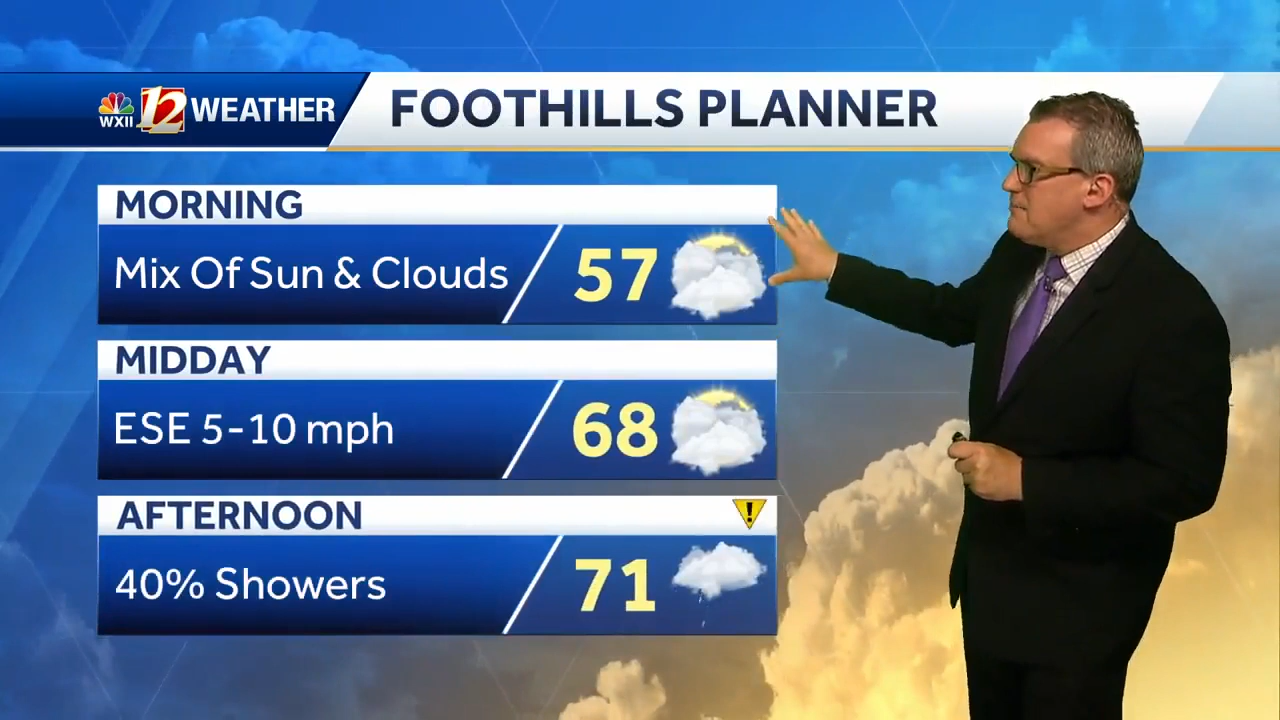 WXII 12 WEATHER
FOOTHILLS PLANNER
MORNING
Mix Of Sun & Clouds 57
MIDDAY
ESE 5-10 mph 68
AFTERNOON !
40% Showers 71